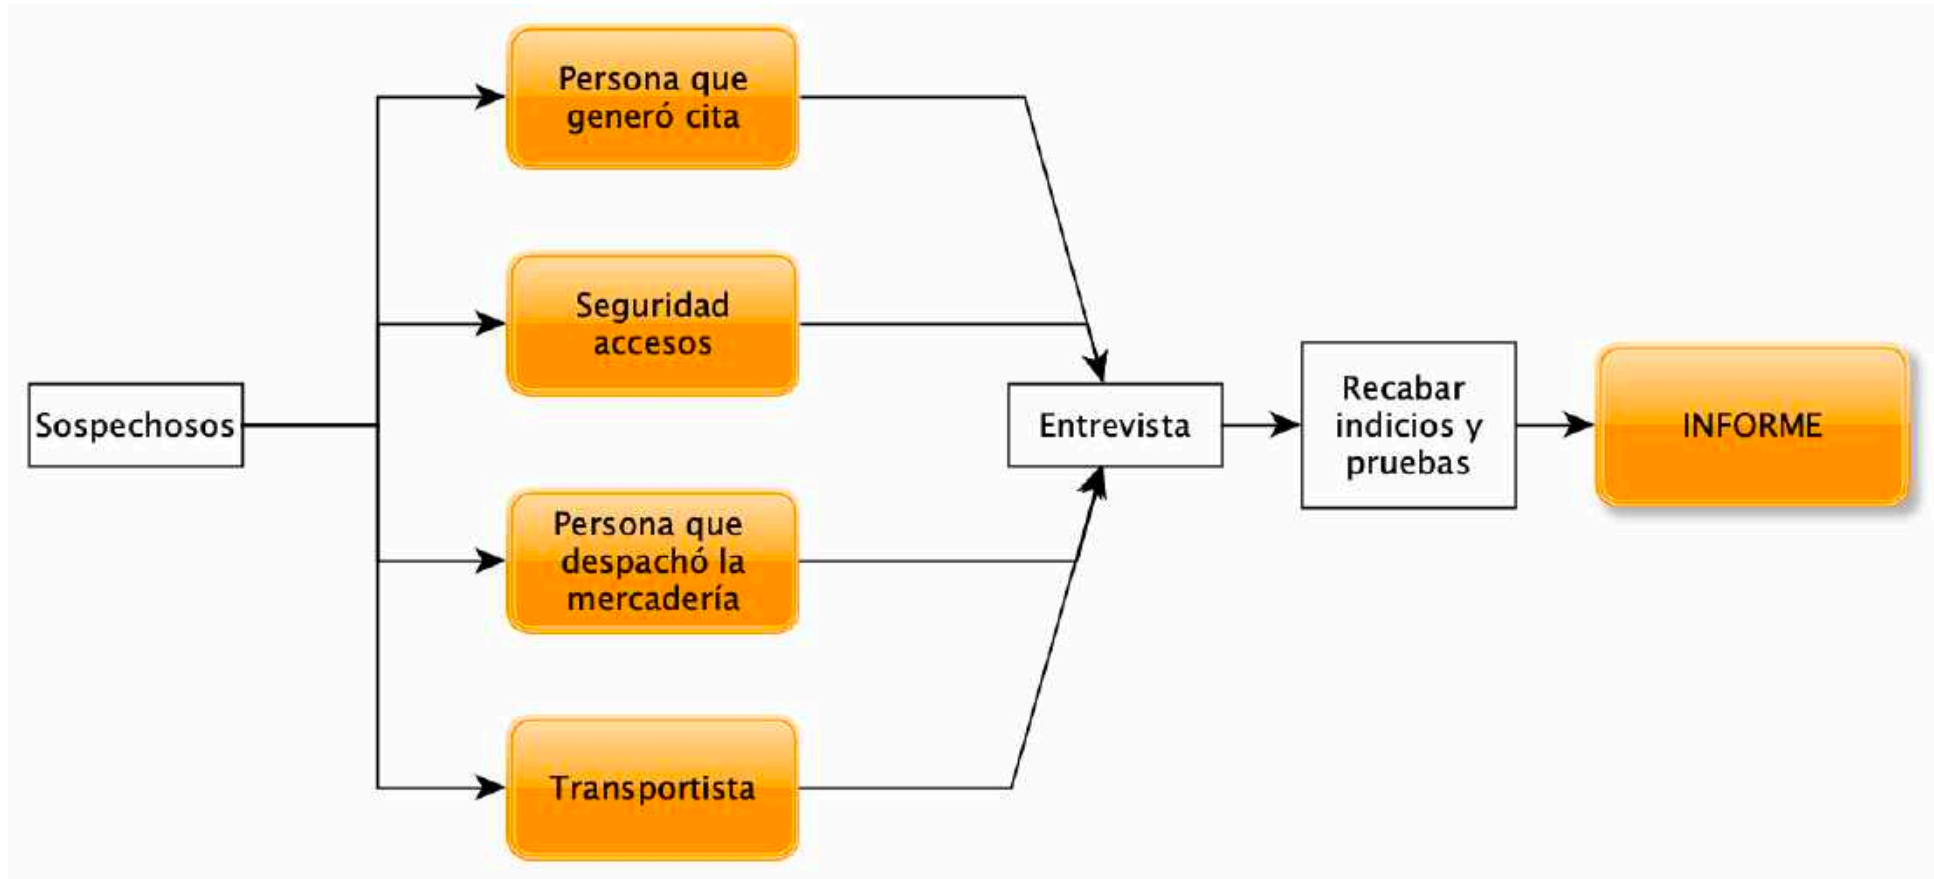 Persona que
generó cita
Seguridad
accesos
Sospechosos
Entrevista
Recabar
indicios y
pruebas
INFORME
Persona que
despachó la
mercadería
Transportista